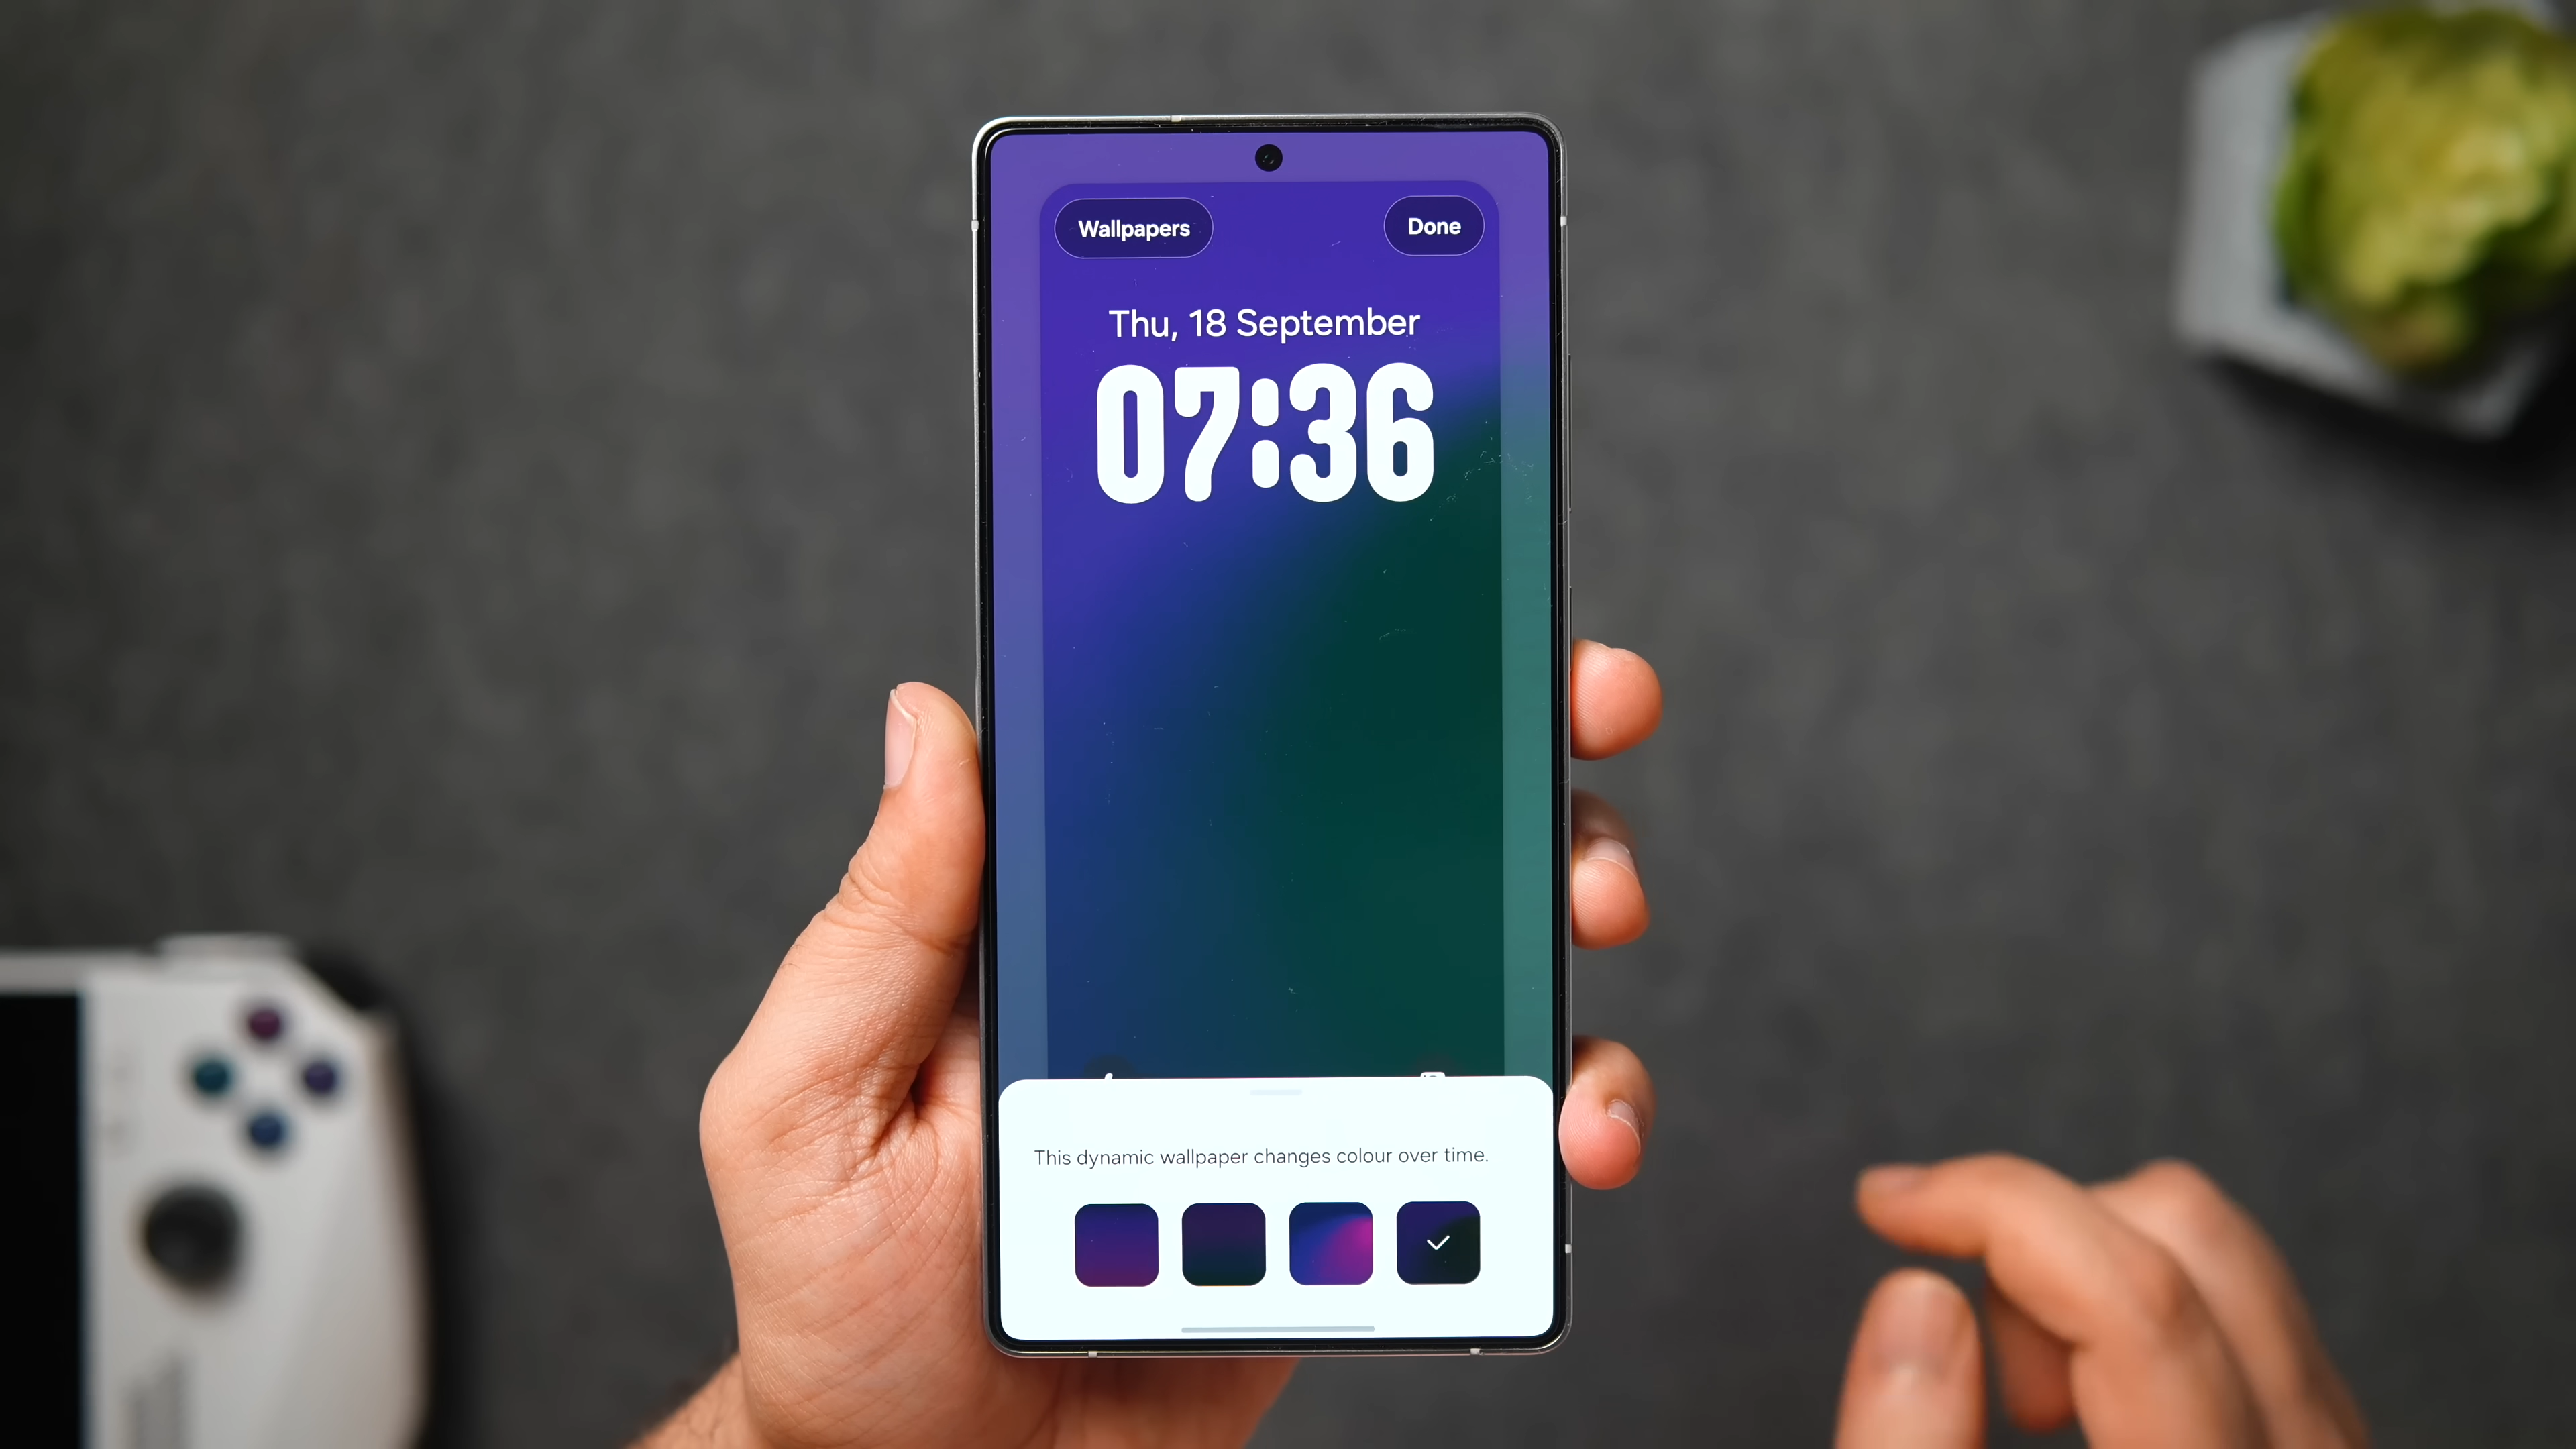 Wallpapers
Done
Thu, 18 September
07:36
This dynamic wallpaper changes colour over time.